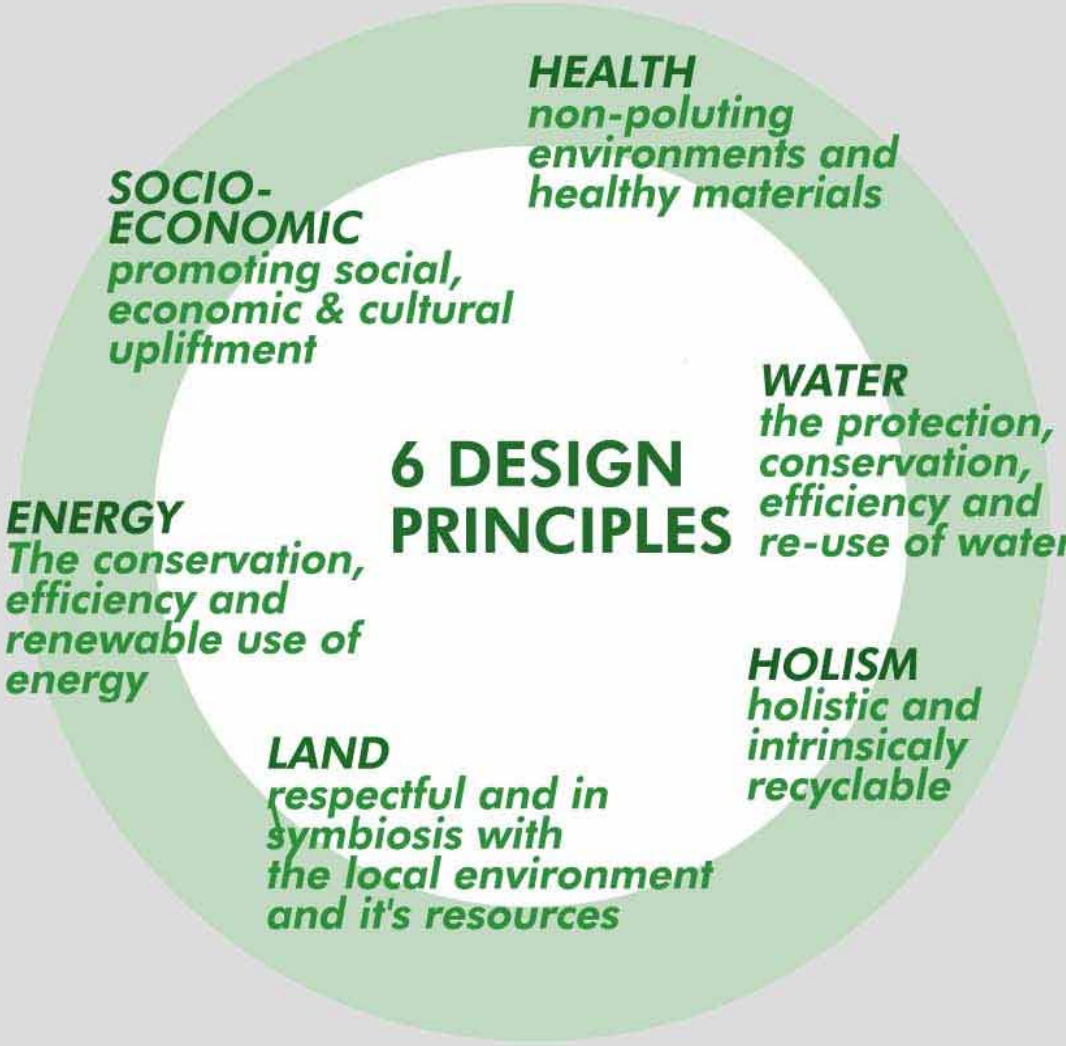 HEALTH
non-poluting
environments and
healthy materials
SOCIO-
ECONOMIC
promoting social,
economic & cultural
upliftment
WATER
the protection,
conservation,
efficiency and
re-use of water
6 DESIGN
PRINCIPLES
ENERGY
The conservation,
efficiency and
renewable use of
energy
HOLISM
holistic and
intrinsicaly
recyclable
LAND
respectful and in
symbiosis with
the local environment
and it's resources